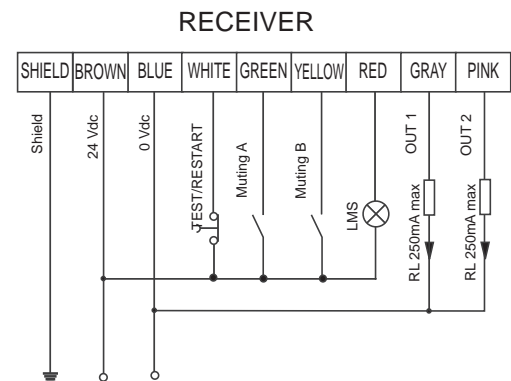 RECEIVER
SHIELD BROWN BLUE WHITE GREEN YELLOW RED GRAY PINK
Shield
24 Vdc
0 Vdc
TEST/RESTART
Muting A
Muting B
LMS
OUT 1
RL 250mA max
OUT 2
RL 250mA max